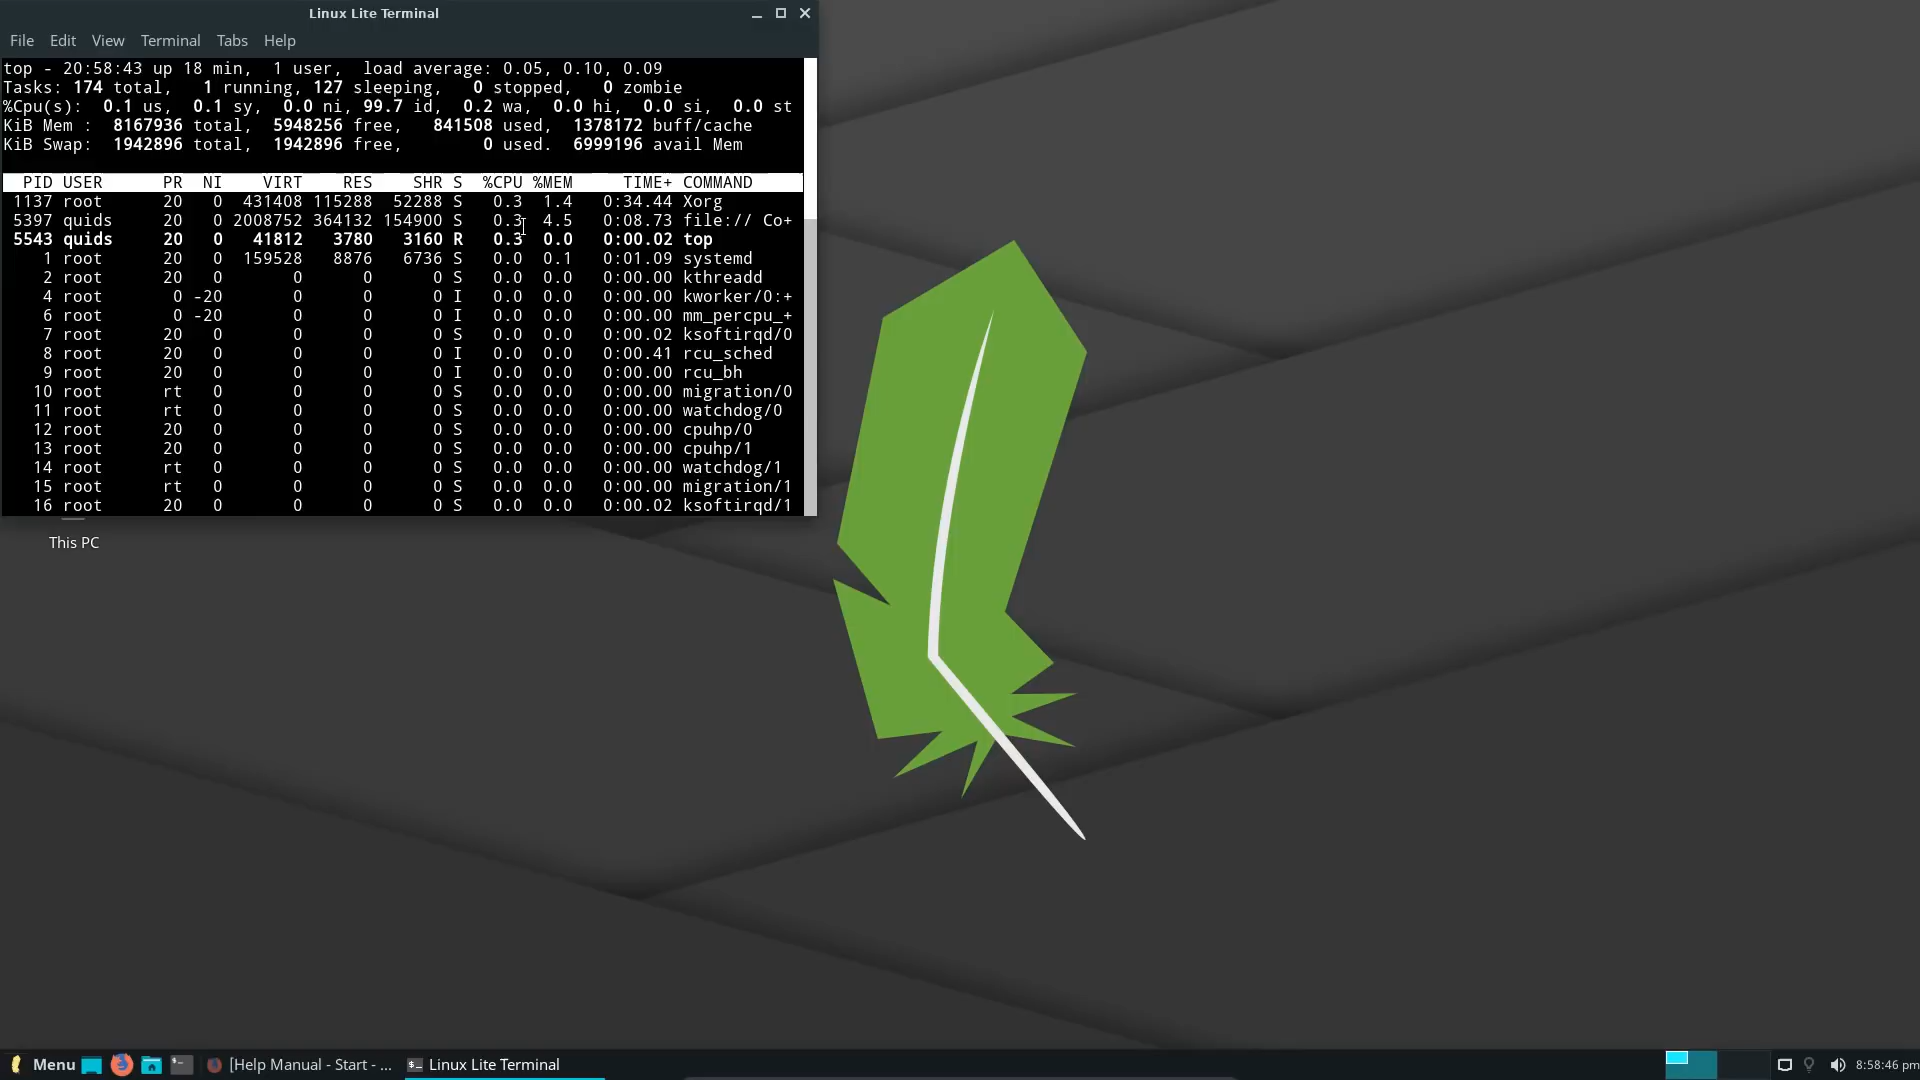 Linux Lite Terminal
File Edit View Terminal Tabs Help
top - 20:58:43 up 18 min,  1 user,  load average: 0.05, 0.10, 0.09
Tasks: 174 total,   1 running, 127 sleeping,   0 stopped,   0 zombie
%Cpu(s):  0.1 us,  0.1 sy,  0.0 ni, 99.7 id,  0.2 wa,  0.0 hi,  0.0 si,  0.0 st
KiB Mem :  8167936 total,  5948256 free,   841508 used,  1378172 buff/cache
KiB Swap:  1942896 total,  1942896 free,        0 used.  6999196 avail Mem
PID USER PR NI VIRT RES SHR S %CPU %MEM TIME+ COMMAND
1137 root 20 0 431408 115288 52288 S 0.3 1.4 0:34.44 Xorg
5397 quids 20 0 2008752 364132 154900 S 0.3 4.5 0:08.73 file:// Co+
5543 quids 20 0 41812 3780 3160 R 0.3 0.0 0:00.02 top
1 root 20 0 159528 8876 6736 S 0.0 0.1 0:01.09 systemd
2 root 20 0 0 0 0 S 0.0 0.0 0:00.00 kthreadd
4 root 0 -20 0 0 0 I 0.0 0.0 0:00.00 kworker/0:+
6 root 0 -20 0 0 0 I 0.0 0.0 0:00.00 mm_percpu_+
7 root 20 0 0 0 0 S 0.0 0.0 0:00.02 ksoftirqd/0
8 root 20 0 0 0 0 I 0.0 0.0 0:00.41 rcu_sched
9 root 20 0 0 0 0 I 0.0 0.0 0:00.00 rcu_bh
10 root rt 0 0 0 0 S 0.0 0.0 0:00.00 migration/0
11 root rt 0 0 0 0 S 0.0 0.0 0:00.00 watchdog/0
12 root 20 0 0 0 0 S 0.0 0.0 0:00.00 cpuhp/0
13 root 20 0 0 0 0 S 0.0 0.0 0:00.00 cpuhp/1
14 root rt 0 0 0 0 S 0.0 0.0 0:00.00 watchdog/1
15 root rt 0 0 0 0 S 0.0 0.0 0:00.00 migration/1
16 root 20 0 0 0 0 S 0.0 0.0 0:00.02 ksoftirqd/1
This PC
Menu [Help Manual - Start - ... Linux Lite Terminal 8:58:46 pm